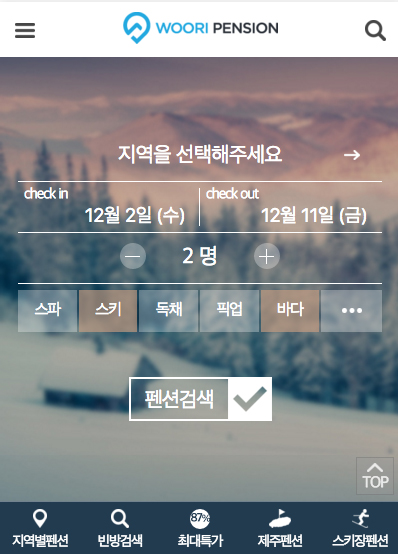 WOORI PENSION
지역을 선택해주세요 →
check in check out
12월 2일 (수) 12월 11일 (금)
2 명
스파 스키 독채 픽업 바다 •••
펜션검색
TOP
87%
지역별펜션 빈방검색 최대특가 제주펜션 스키장펜션